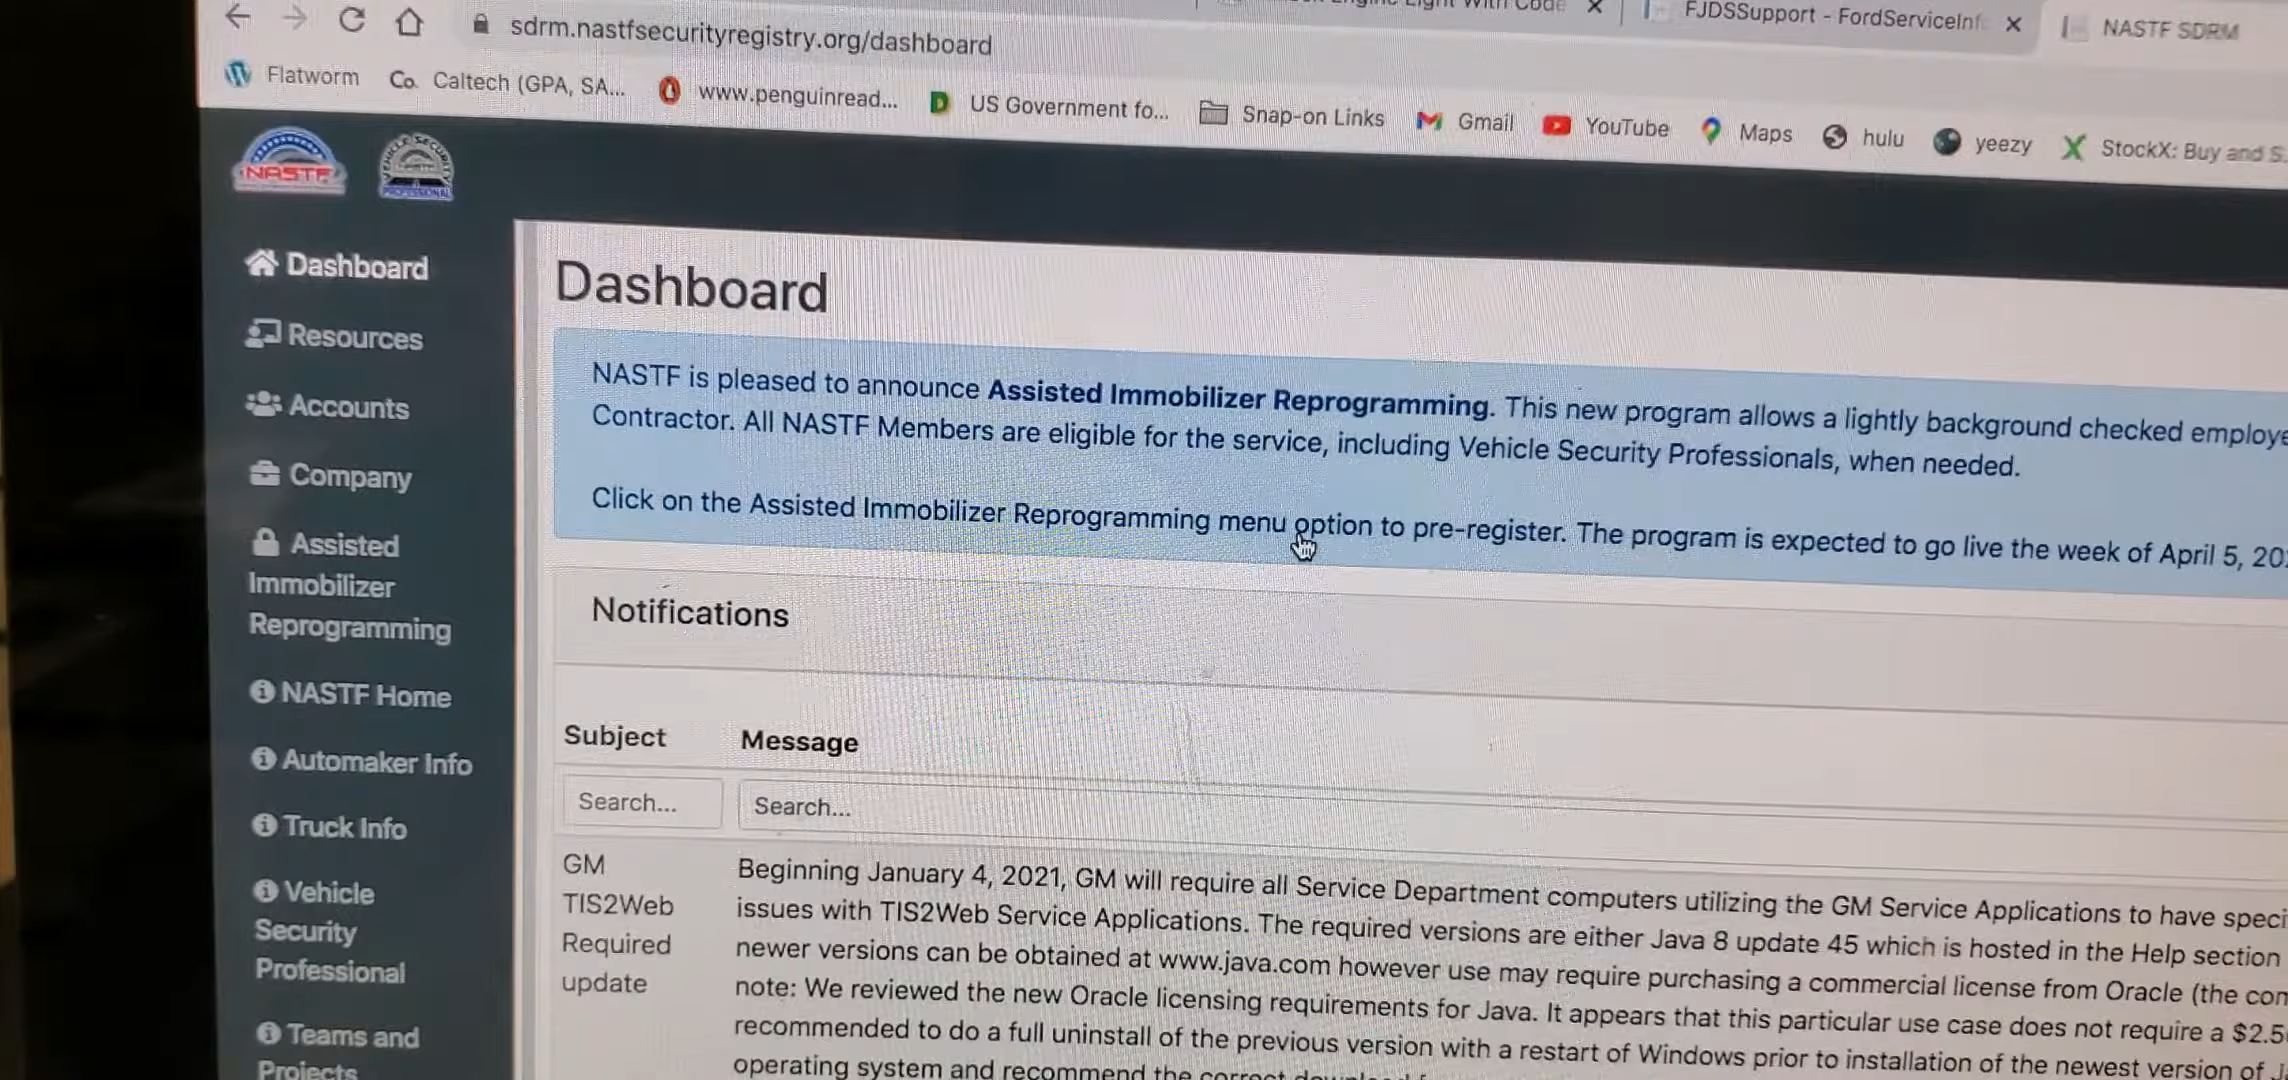 Engine Light With Code
FJDSSupport - FordServiceInf
NASTF SDRM
sdrm.nastfsecurityregistry.org/dashboard
Flatworm
Caltech (GPA, SA...
www.penguinread...
US Government fo...
Snap-on Links
Gmail
YouTube
Maps
hulu
yeezy
StockX: Buy and S
NASTF
VEHICLE SECURITY
PROFESSIONAL
Dashboard
Resources
Accounts
Company
Assisted
Immobilizer
Reprogramming
NASTF Home
Automaker Info
Truck Info
Vehicle
Security
Professional
Teams and
Projects
Dashboard
NASTF is pleased to announce Assisted Immobilizer Reprogramming. This new program allows a lightly background checked employe
Contractor. All NASTF Members are eligible for the service, including Vehicle Security Professionals, when needed.
Click on the Assisted Immobilizer Reprogramming menu option to pre-register. The program is expected to go live the week of April 5, 20
Notifications
Subject
Message
Search...
Search...
GM
TIS2Web
Required
update
Beginning January 4, 2021, GM will require all Service Department computers utilizing the GM Service Applications to have speci
issues with TIS2Web Service Applications. The required versions are either Java 8 update 45 which is hosted in the Help section
newer versions can be obtained at www.java.com however use may require purchasing a commercial license from Oracle (the con
note: We reviewed the new Oracle licensing requirements for Java. It appears that this particular use case does not require a $2.5
recommended to do a full uninstall of the previous version with a restart of Windows prior to installation of the newest version of
operating system and recommend the correct